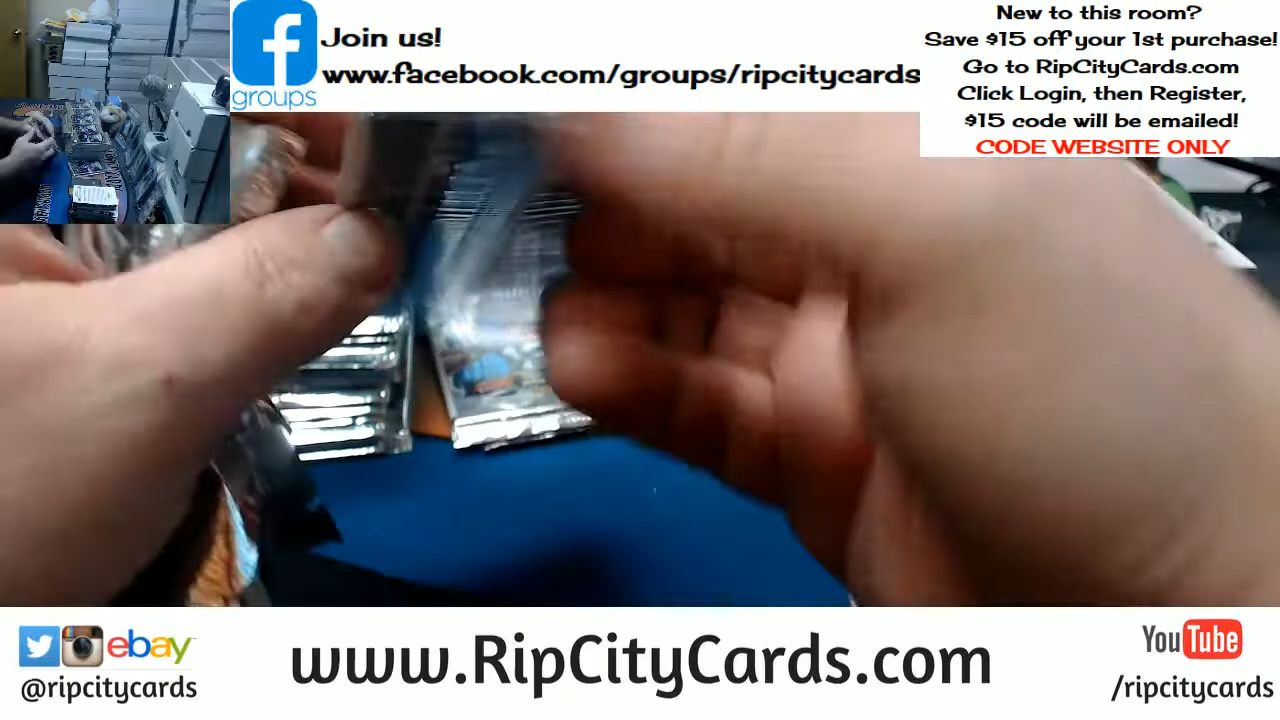 f
groups
Join us!
www.facebook.com/groups/ripcitycards
New to this room?
Save $15 off your 1st purchase!
Go to RipCityCards.com
Click Login, then Register,
$15 code will be emailed!
CODE WEBSITE ONLY
ebay
@ripcitycards
www.RipCityCards.com
YouTube
/ripcitycards